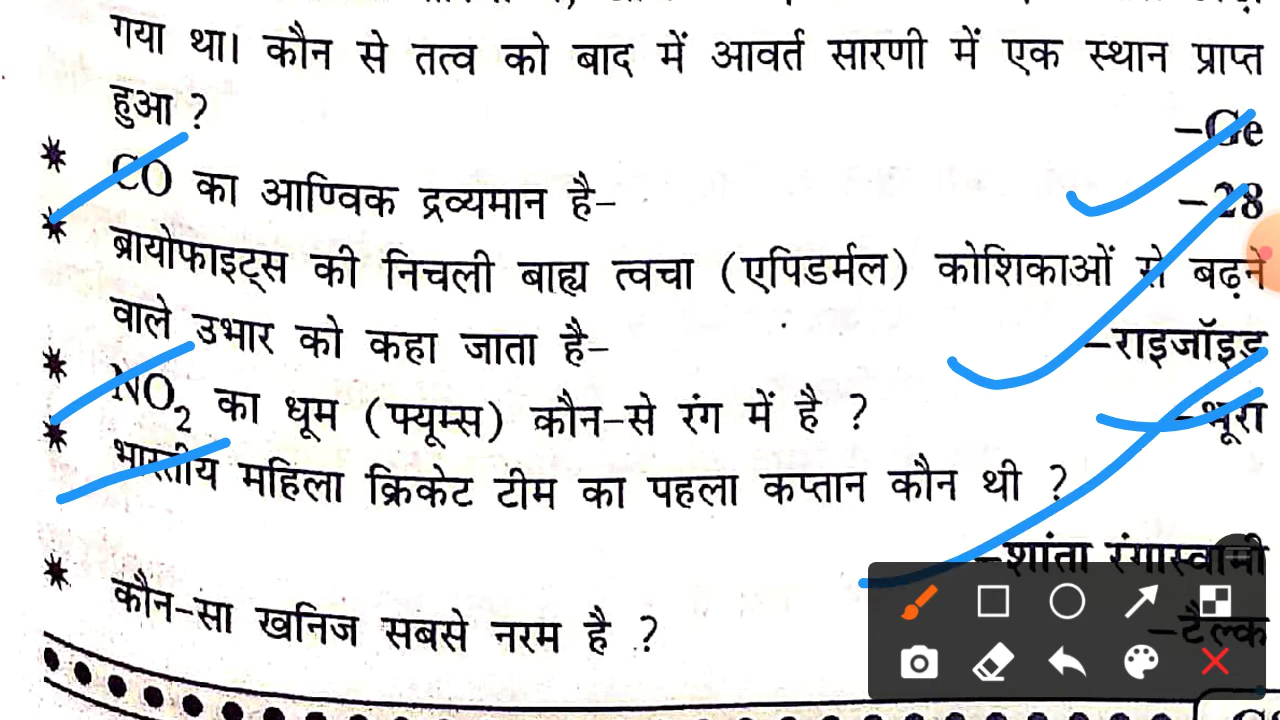 गया था। कौन से तत्व को बाद में आवर्त सारणी में एक स्थान प्राप्त
हुआ ? –Ge
* CO का आण्विक द्रव्यमान है– –28
* ब्रायोफाइट्स की निचली बाह्य त्वचा (एपिडर्मल) कोशिकाओं से बढ़ने
वाले उभार को कहा जाता है– –राइजॉइड
* NO₂ का धूम (फ्यूम्स) कौन-से रंग में है ? –भूरा
* भारतीय महिला क्रिकेट टीम का पहला कप्तान कौन थी ?
–शांता रंगास्वामी
* कौन-सा खनिज सबसे नरम है ? –टैल्क